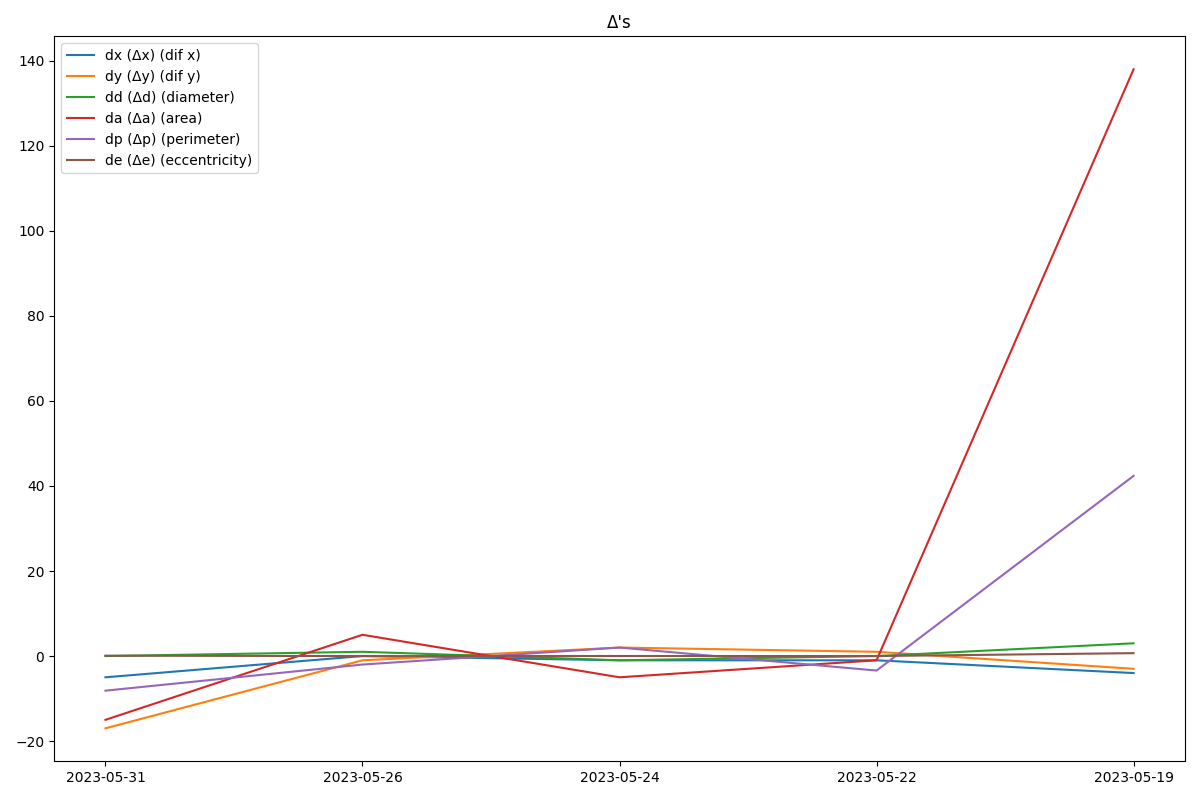 Δ's
dx (Δx) (dif x)
dy (Δy) (dif y)
dd (Δd) (diameter)
da (Δa) (area)
dp (Δp) (perimeter)
de (Δe) (eccentricity)
140
120
100
80
60
40
20
0
−20
2023-05-31 2023-05-26 2023-05-24 2023-05-22 2023-05-19